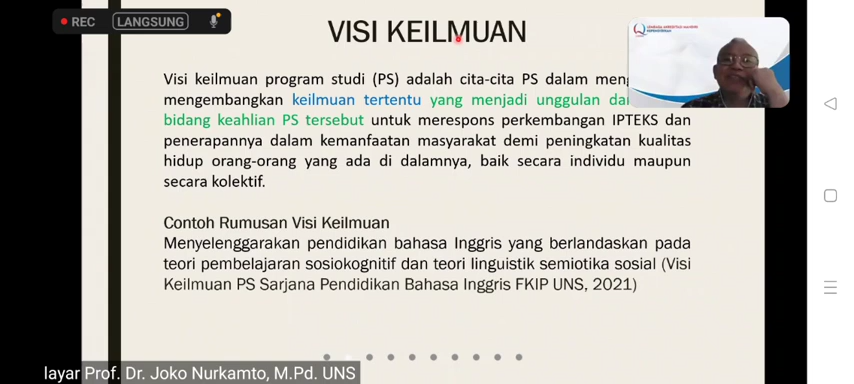 REC LANGSUNG
VISI KEILMUAN
LEMBAGA AKREDITASI MANDIRI
KEPENDIDIKAN
Visi keilmuan program studi (PS) adalah cita-cita PS dalam
mengembangkan keilmuan tertentu yang menjadi unggulan
bidang keahlian PS tersebut untuk merespons perkembangan IPTEKS dan
penerapannya dalam kemanfaatan masyarakat demi peningkatan kualitas
hidup orang-orang yang ada di dalamnya, baik secara individu maupun
secara kolektif.
Contoh Rumusan Visi Keilmuan
Menyelenggarakan pendidikan bahasa Inggris yang berlandaskan pada
teori pembelajaran sosiokognitif dan teori linguistik semiotika sosial (Visi
Keilmuan PS Sarjana Pendidikan Bahasa Inggris FKIP UNS, 2021)
layar Prof. Dr. Joko Nurkamto, M.Pd. UNS